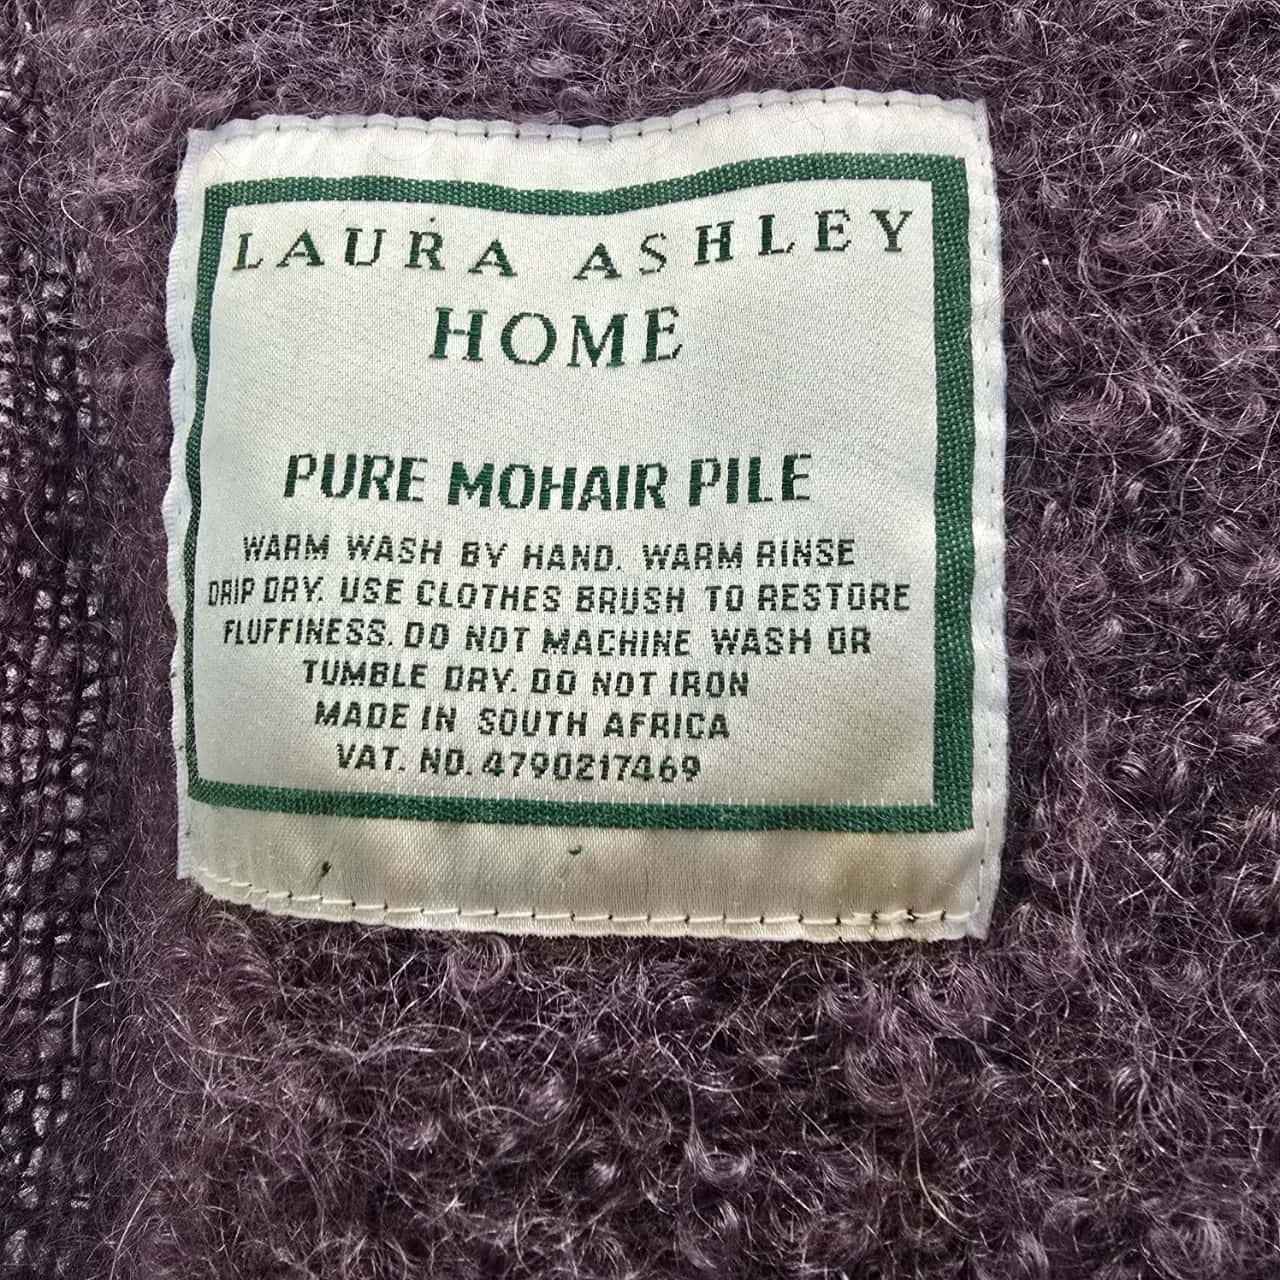 LAURA ASHLEY
HOME
PURE MOHAIR PILE
WARM WASH BY HAND. WARM RINSE
DRIP DRY. USE CLOTHES BRUSH TO RESTORE
FLUFFINESS. DO NOT MACHINE WASH OR
TUMBLE DRY. DO NOT IRON
MADE IN SOUTH AFRICA
VAT. NO. 4790217469